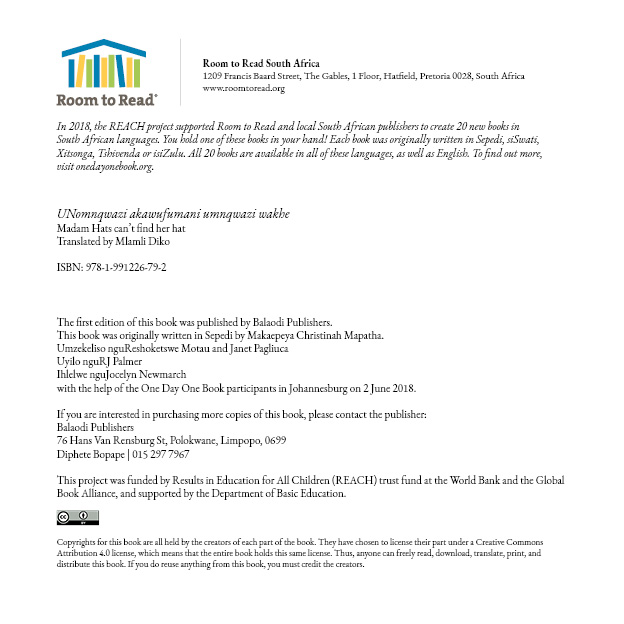 Room to Read®
Room to Read South Africa
1209 Francis Baard Street, The Gables, 1 Floor, Hatfield, Pretoria 0028, South Africa
www.roomtoread.org
In 2018, the REACH project supported Room to Read and local South African publishers to create 20 new books in
South African languages. You hold one of these books in your hand! Each book was originally written in Sepedi, siSwati,
Xitsonga, Tshivenda or isiZulu. All 20 books are available in all of these languages, as well as English. To find out more,
visit onedayonebook.org.
UNomnqwazi akawufumani umnqwazi wakhe
Madam Hats can't find her hat
Translated by Mlamli Diko
ISBN: 978-1-991226-79-2
The first edition of this book was published by Balaodi Publishers.
This book was originally written in Sepedi by Makaepeya Christinah Mapatha.
Umzekeliso nguReshoketswe Motau and Janet Pagliuca
Uyilo nguRJ Palmer
Ihlelwe nguJocelyn Newmarch
with the help of the One Day One Book participants in Johannesburg on 2 June 2018.
If you are interested in purchasing more copies of this book, please contact the publisher:
Balaodi Publishers
76 Hans Van Rensburg St, Polokwane, Limpopo, 0699
Diphete Bopape | 015 297 7967
This project was funded by Results in Education for All Children (REACH) trust fund at the World Bank and the Global
Book Alliance, and supported by the Department of Basic Education.
cc BY
Copyrights for this book are all held by the creators of each part of the book. They have chosen to license their part under a Creative Commons
Attribution 4.0 license, which means that the entire book holds this same license. Thus, anyone can freely read, download, translate, print, and
distribute this book. If you do reuse anything from this book, you must credit the creators.